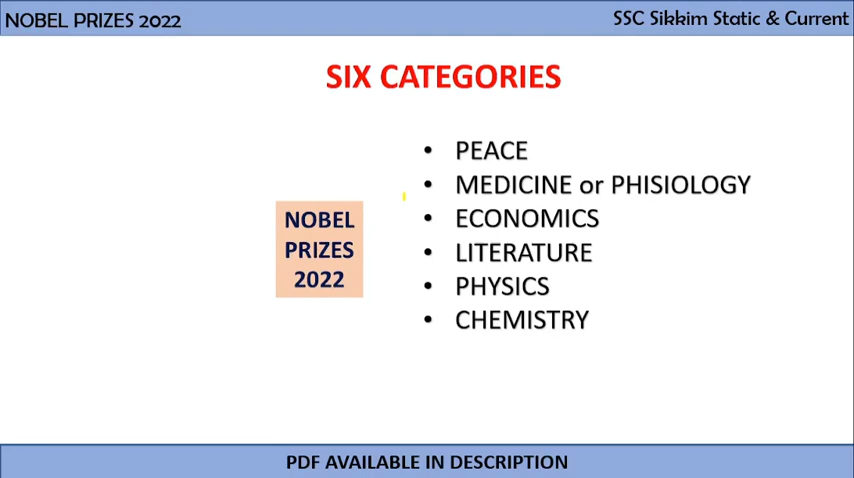 NOBEL PRIZES 2022
SSC Sikkim Static & Current
SIX CATEGORIES
NOBEL
PRIZES
2022
• PEACE
• MEDICINE or PHISIOLOGY
• ECONOMICS
• LITERATURE
• PHYSICS
• CHEMISTRY
PDF AVAILABLE IN DESCRIPTION